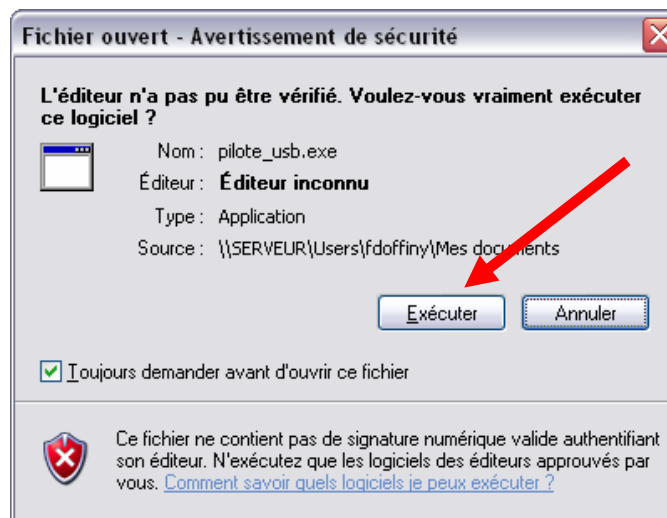 Fichier ouvert - Avertissement de sécurité
L'éditeur n'a pas pu être vérifié. Voulez-vous vraiment exécuter
ce logiciel ?
Nom : pilote_usb.exe
Éditeur : Éditeur inconnu
Type : Application
Source : \\SERVEUR\Users\fdoffiny\Mes documents
Exécuter Annuler
Toujours demander avant d'ouvrir ce fichier
Ce fichier ne contient pas de signature numérique valide authentifiant
son éditeur. N'exécutez que les logiciels des éditeurs approuvés par
vous. Comment savoir quels logiciels je peux exécuter ?